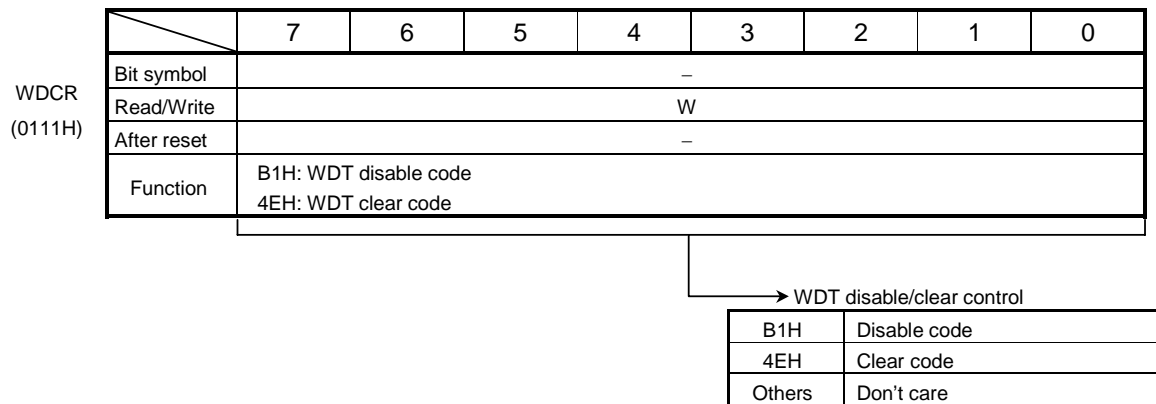 7 6 5 4 3 2 1 0
WDCR
(0111H)
Bit symbol –
Read/Write W
After reset –
Function B1H: WDT disable code
4EH: WDT clear code
WDT disable/clear control
B1H Disable code
4EH Clear code
Others Don't care